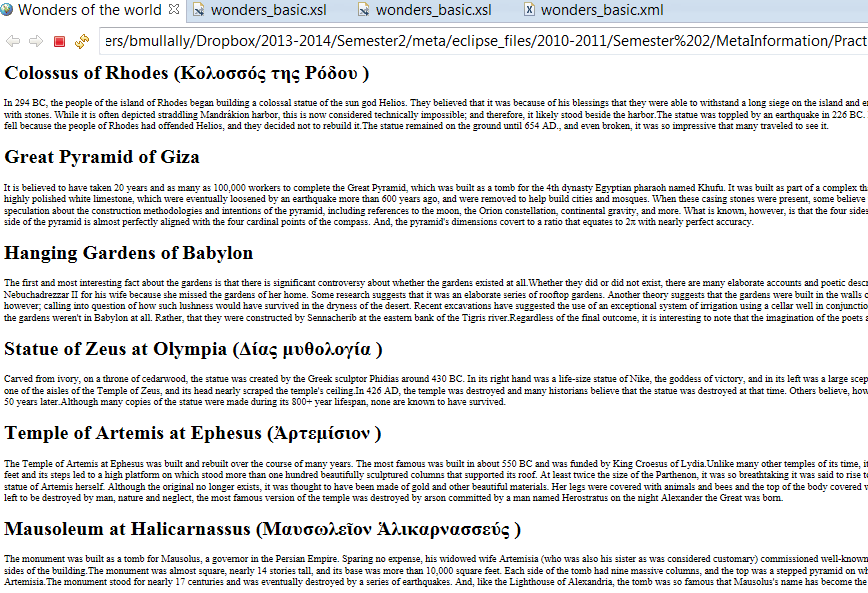 Wonders of the world wonders_basic.xsl wonders_basic.xsl wonders_basic.xml
ers/bmullally/Dropbox/2013-2014/Semester2/meta/eclipse_files/2010-2011/Semester%202/MetaInformation/Pract
Colossus of Rhodes (Κολοσσός της Ρόδου )
In 294 BC, the people of the island of Rhodes began building a colossal statue of the sun god Helios. They believed that it was because of his blessings that they were able to withstand a long siege on the island and e
with stones. While it is often depicted straddling Mandrákion harbor, this is now considered technically impossible; and therefore, it likely stood beside the harbor.The statue was toppled by an earthquake in 226 BC.
fell because the people of Rhodes had offended Helios, and they decided not to rebuild it.The statue remained on the ground until 654 AD., and even broken, it was so impressive that many traveled to see it.
Great Pyramid of Giza
It is believed to have taken 20 years and as many as 100,000 workers to complete the Great Pyramid, which was built as a tomb for the 4th dynasty Egyptian pharaoh named Khufu. It was built as part of a complex th
highly polished white limestone, which were eventually loosened by an earthquake more than 600 years ago, and were removed to help build cities and mosques. When these casing stones were present, some believe
speculation about the construction methodologies and intentions of the pyramid, including references to the moon, the Orion constellation, continental gravity, and more. What is known, however, is that the four sides
side of the pyramid is almost perfectly aligned with the four cardinal points of the compass. And, the pyramid's dimensions covert to a ratio that equates to 2π with nearly perfect accuracy.
Hanging Gardens of Babylon
The first and most interesting fact about the gardens is that there is significant controversy about whether the gardens existed at all.Whether they did or did not exist, there are many elaborate accounts and poetic descr
Nebuchadrezzar II for his wife because she missed the gardens of her home. Some research suggests that it was an elaborate series of rooftop gardens. Another theory suggests that the gardens were built in the walls o
however; calling into question of how such lushness would have survived in the dryness of the desert. Recent excavations have suggested the use of an exceptional system of irrigation using a cellar well in conjunctio
the gardens weren't in Babylon at all. Rather, that they were constructed by Sennacherib at the eastern bank of the Tigris river.Regardless of the final outcome, it is interesting to note that the imagination of the poets a
Statue of Zeus at Olympia (Δίας μυθολογία )
Carved from ivory, on a throne of cedarwood, the statue was created by the Greek sculptor Phidias around 430 BC. In its right hand was a life-size statue of Nike, the goddess of victory, and in its left was a large scep
one of the aisles of the Temple of Zeus, and its head nearly scraped the temple's ceiling.In 426 AD, the temple was destroyed and many historians believe that the statue was destroyed at that time. Others believe, how
50 years later.Although many copies of the statue were made during its 800+ year lifespan, none are known to have survived.
Temple of Artemis at Ephesus (Ἀρτεμίσιον )
The Temple of Artemis at Ephesus was built and rebuilt over the course of many years. The most famous was built in about 550 BC and was funded by King Croesus of Lydia.Unlike many other temples of its time, it
feet and its steps led to a high platform on which stood more than one hundred beautifully sculptured columns that supported its roof. At least twice the size of the Parthenon, it was so breathtaking it was said to rise t
statue of Artemis herself. Although the original no longer exists, it was thought to have been made of gold and other beautiful materials. Her legs were covered with animals and bees and the top of the body covered w
left to be destroyed by man, nature and neglect, the most famous version of the temple was destroyed by arson committed by a man named Herostratus on the night Alexander the Great was born.
Mausoleum at Halicarnassus (Μαυσωλεῖον Ἁλικαρνασσεύς )
The monument was built as a tomb for Mausolus, a governor in the Persian Empire. Sparing no expense, his widowed wife Artemisia (who was also his sister as was considered customary) commissioned well-known
sides of the building.The monument was almost square, nearly 14 stories tall, and its base was more than 10,000 square feet. Each side of the tomb had nine massive columns, and the top was a stepped pyramid on wh
Artemisia.The monument stood for nearly 17 centuries and was eventually destroyed by a series of earthquakes. And, like the Lighthouse of Alexandria, the tomb was so famous that Mausolus's name has become the